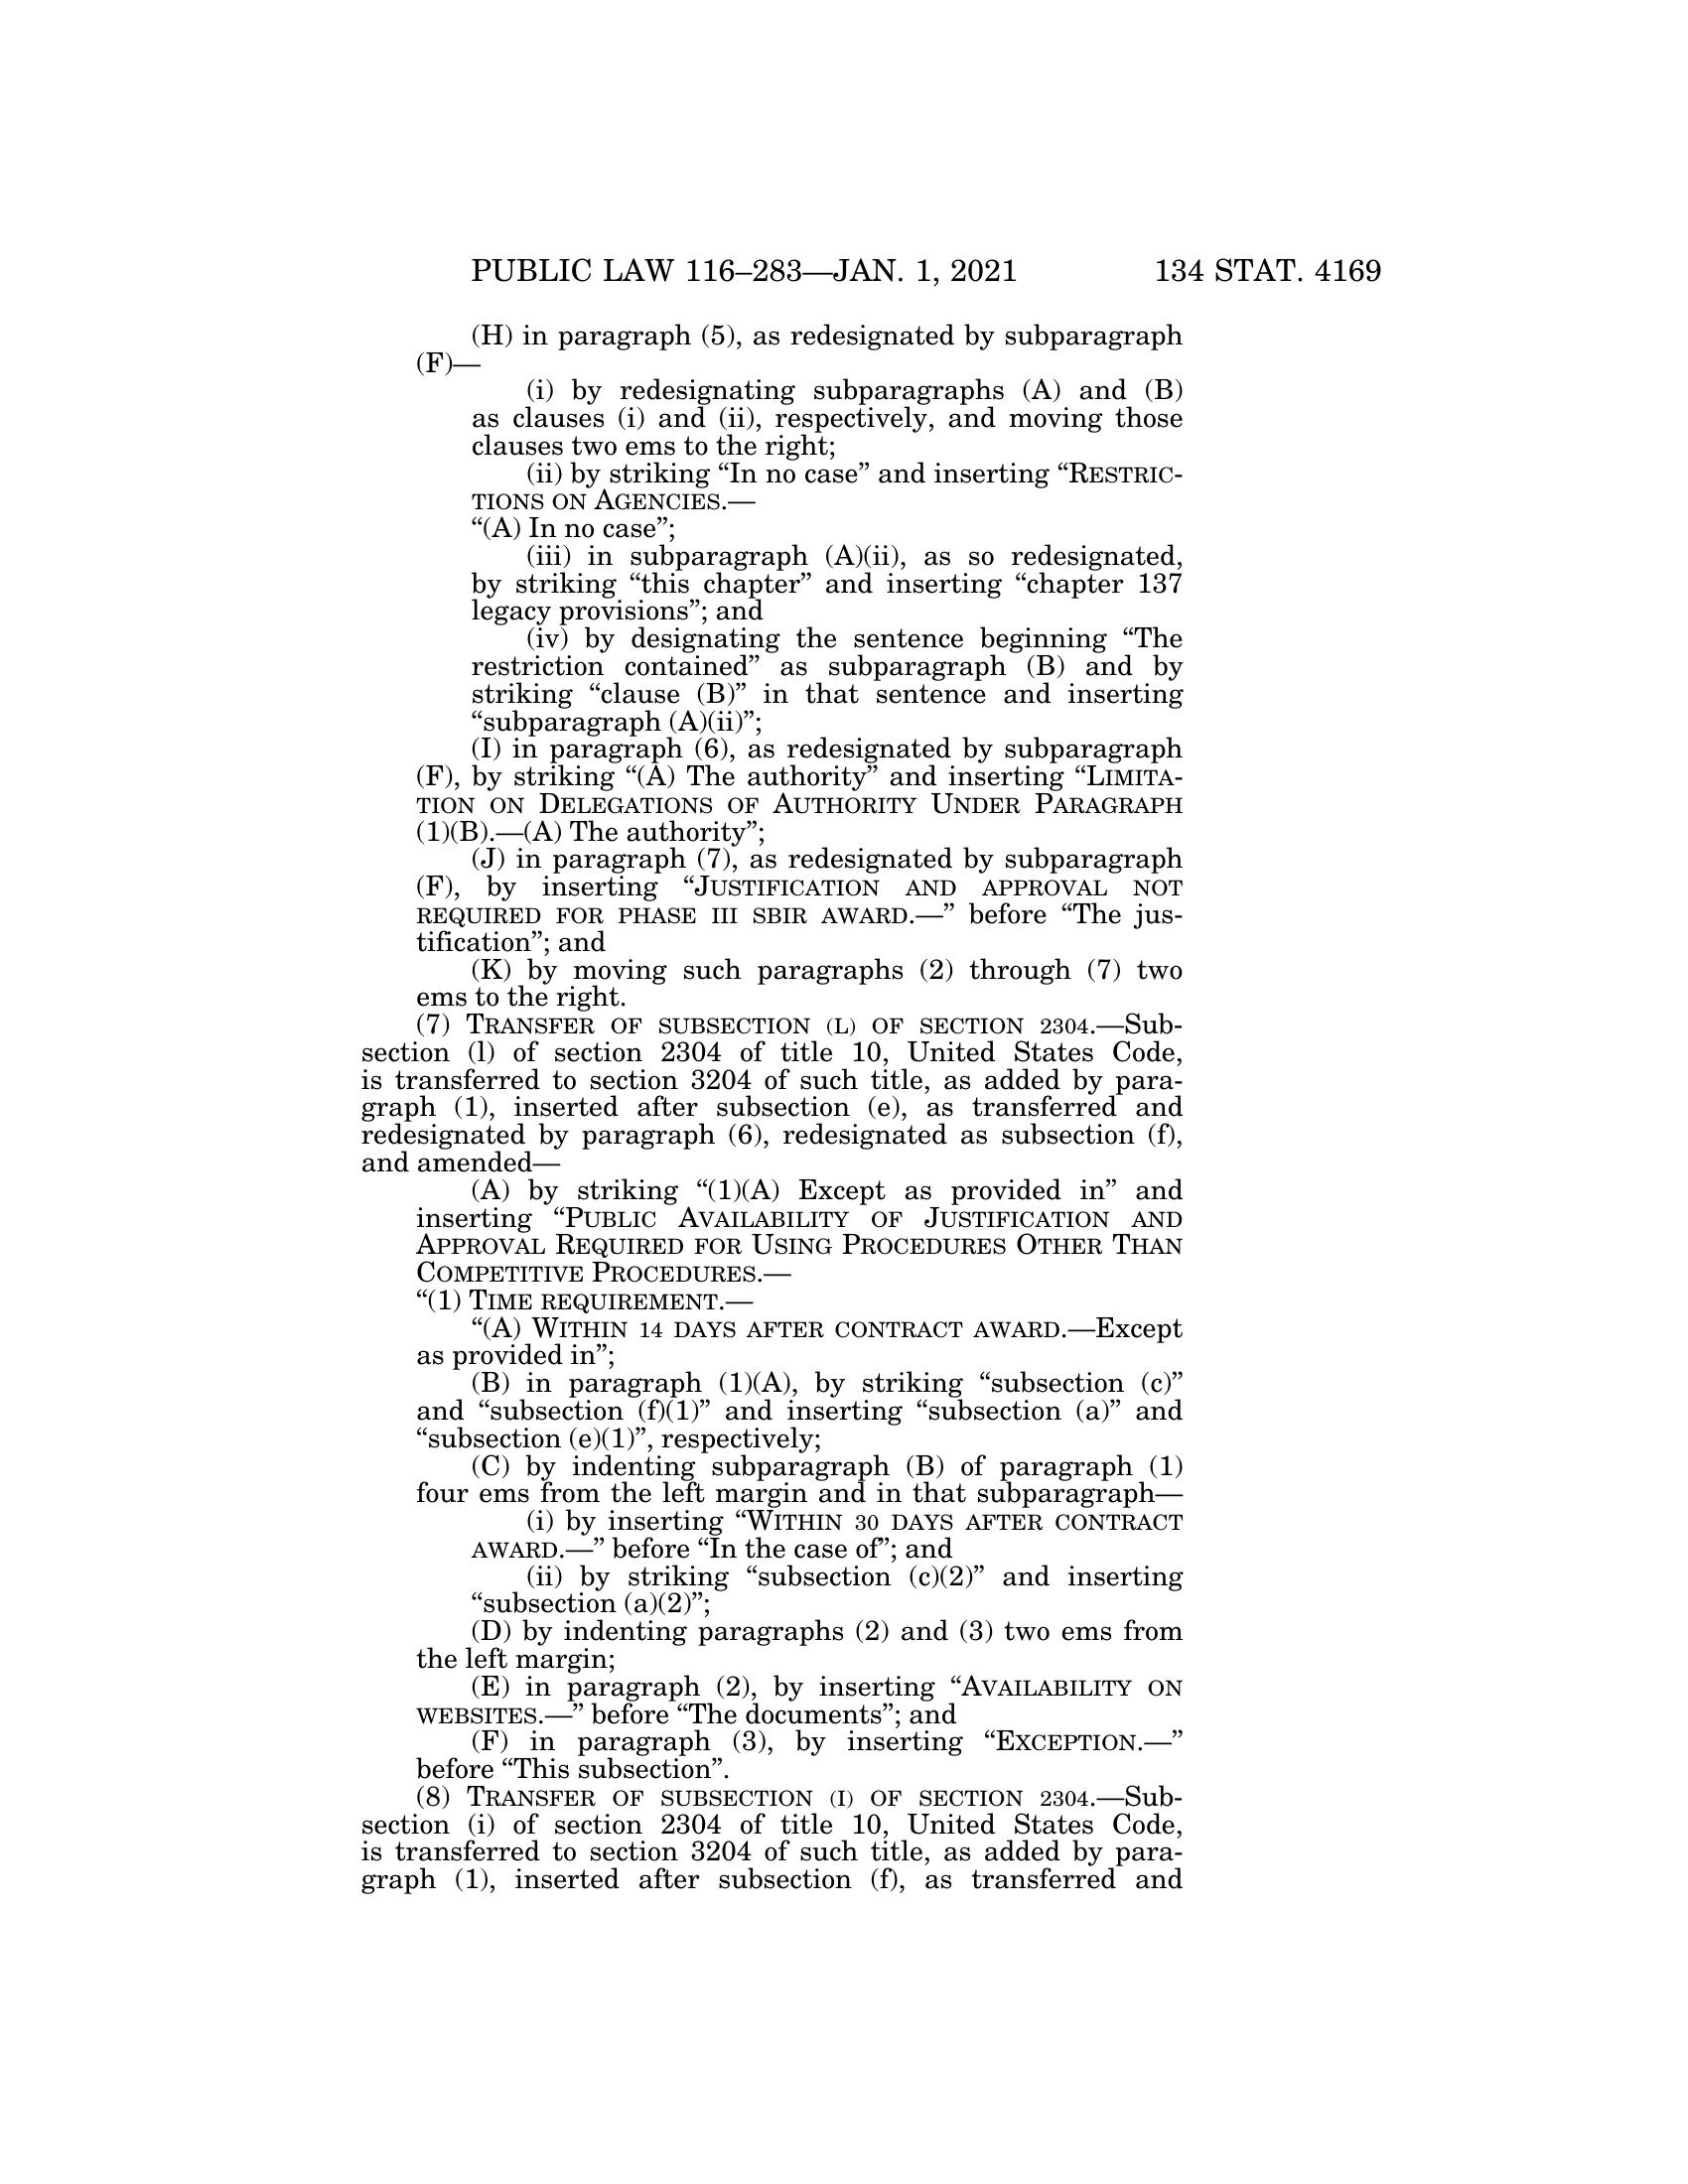 PUBLIC LAW 116–283—JAN. 1, 2021 134 STAT. 4169
(H) in paragraph (5), as redesignated by subparagraph
(F)—
(i) by redesignating subparagraphs (A) and (B)
as clauses (i) and (ii), respectively, and moving those
clauses two ems to the right;
(ii) by striking “In no case” and inserting “RESTRIC-
TIONS ON AGENCIES.—
“(A) In no case”;
(iii) in subparagraph (A)(ii), as so redesignated,
by striking “this chapter” and inserting “chapter 137
legacy provisions”; and
(iv) by designating the sentence beginning “The
restriction contained” as subparagraph (B) and by
striking “clause (B)” in that sentence and inserting
“subparagraph (A)(ii)”;
(I) in paragraph (6), as redesignated by subparagraph
(F), by striking “(A) The authority” and inserting “LIMITA-
TION ON DELEGATIONS OF AUTHORITY UNDER PARAGRAPH
(1)(B).—(A) The authority”;
(J) in paragraph (7), as redesignated by subparagraph
(F), by inserting “JUSTIFICATION AND APPROVAL NOT
REQUIRED FOR PHASE III SBIR AWARD.—” before “The jus-
tification”; and
(K) by moving such paragraphs (2) through (7) two
ems to the right.
(7) TRANSFER OF SUBSECTION (L) OF SECTION 2304.—Sub-
section (l) of section 2304 of title 10, United States Code,
is transferred to section 3204 of such title, as added by para-
graph (1), inserted after subsection (e), as transferred and
redesignated by paragraph (6), redesignated as subsection (f),
and amended—
(A) by striking “(1)(A) Except as provided in” and
inserting “PUBLIC AVAILABILITY OF JUSTIFICATION AND
APPROVAL REQUIRED FOR USING PROCEDURES OTHER THAN
COMPETITIVE PROCEDURES.—
“(1) TIME REQUIREMENT.—
“(A) WITHIN 14 DAYS AFTER CONTRACT AWARD.—Except
as provided in”;
(B) in paragraph (1)(A), by striking “subsection (c)”
and “subsection (f)(1)” and inserting “subsection (a)” and
“subsection (e)(1)”, respectively;
(C) by indenting subparagraph (B) of paragraph (1)
four ems from the left margin and in that subparagraph—
(i) by inserting “WITHIN 30 DAYS AFTER CONTRACT
AWARD.—” before “In the case of”; and
(ii) by striking “subsection (c)(2)” and inserting
“subsection (a)(2)”;
(D) by indenting paragraphs (2) and (3) two ems from
the left margin;
(E) in paragraph (2), by inserting “AVAILABILITY ON
WEBSITES.—” before “The documents”; and
(F) in paragraph (3), by inserting “EXCEPTION.—”
before “This subsection”.
(8) TRANSFER OF SUBSECTION (I) OF SECTION 2304.—Sub-
section (i) of section 2304 of title 10, United States Code,
is transferred to section 3204 of such title, as added by para-
graph (1), inserted after subsection (f), as transferred and